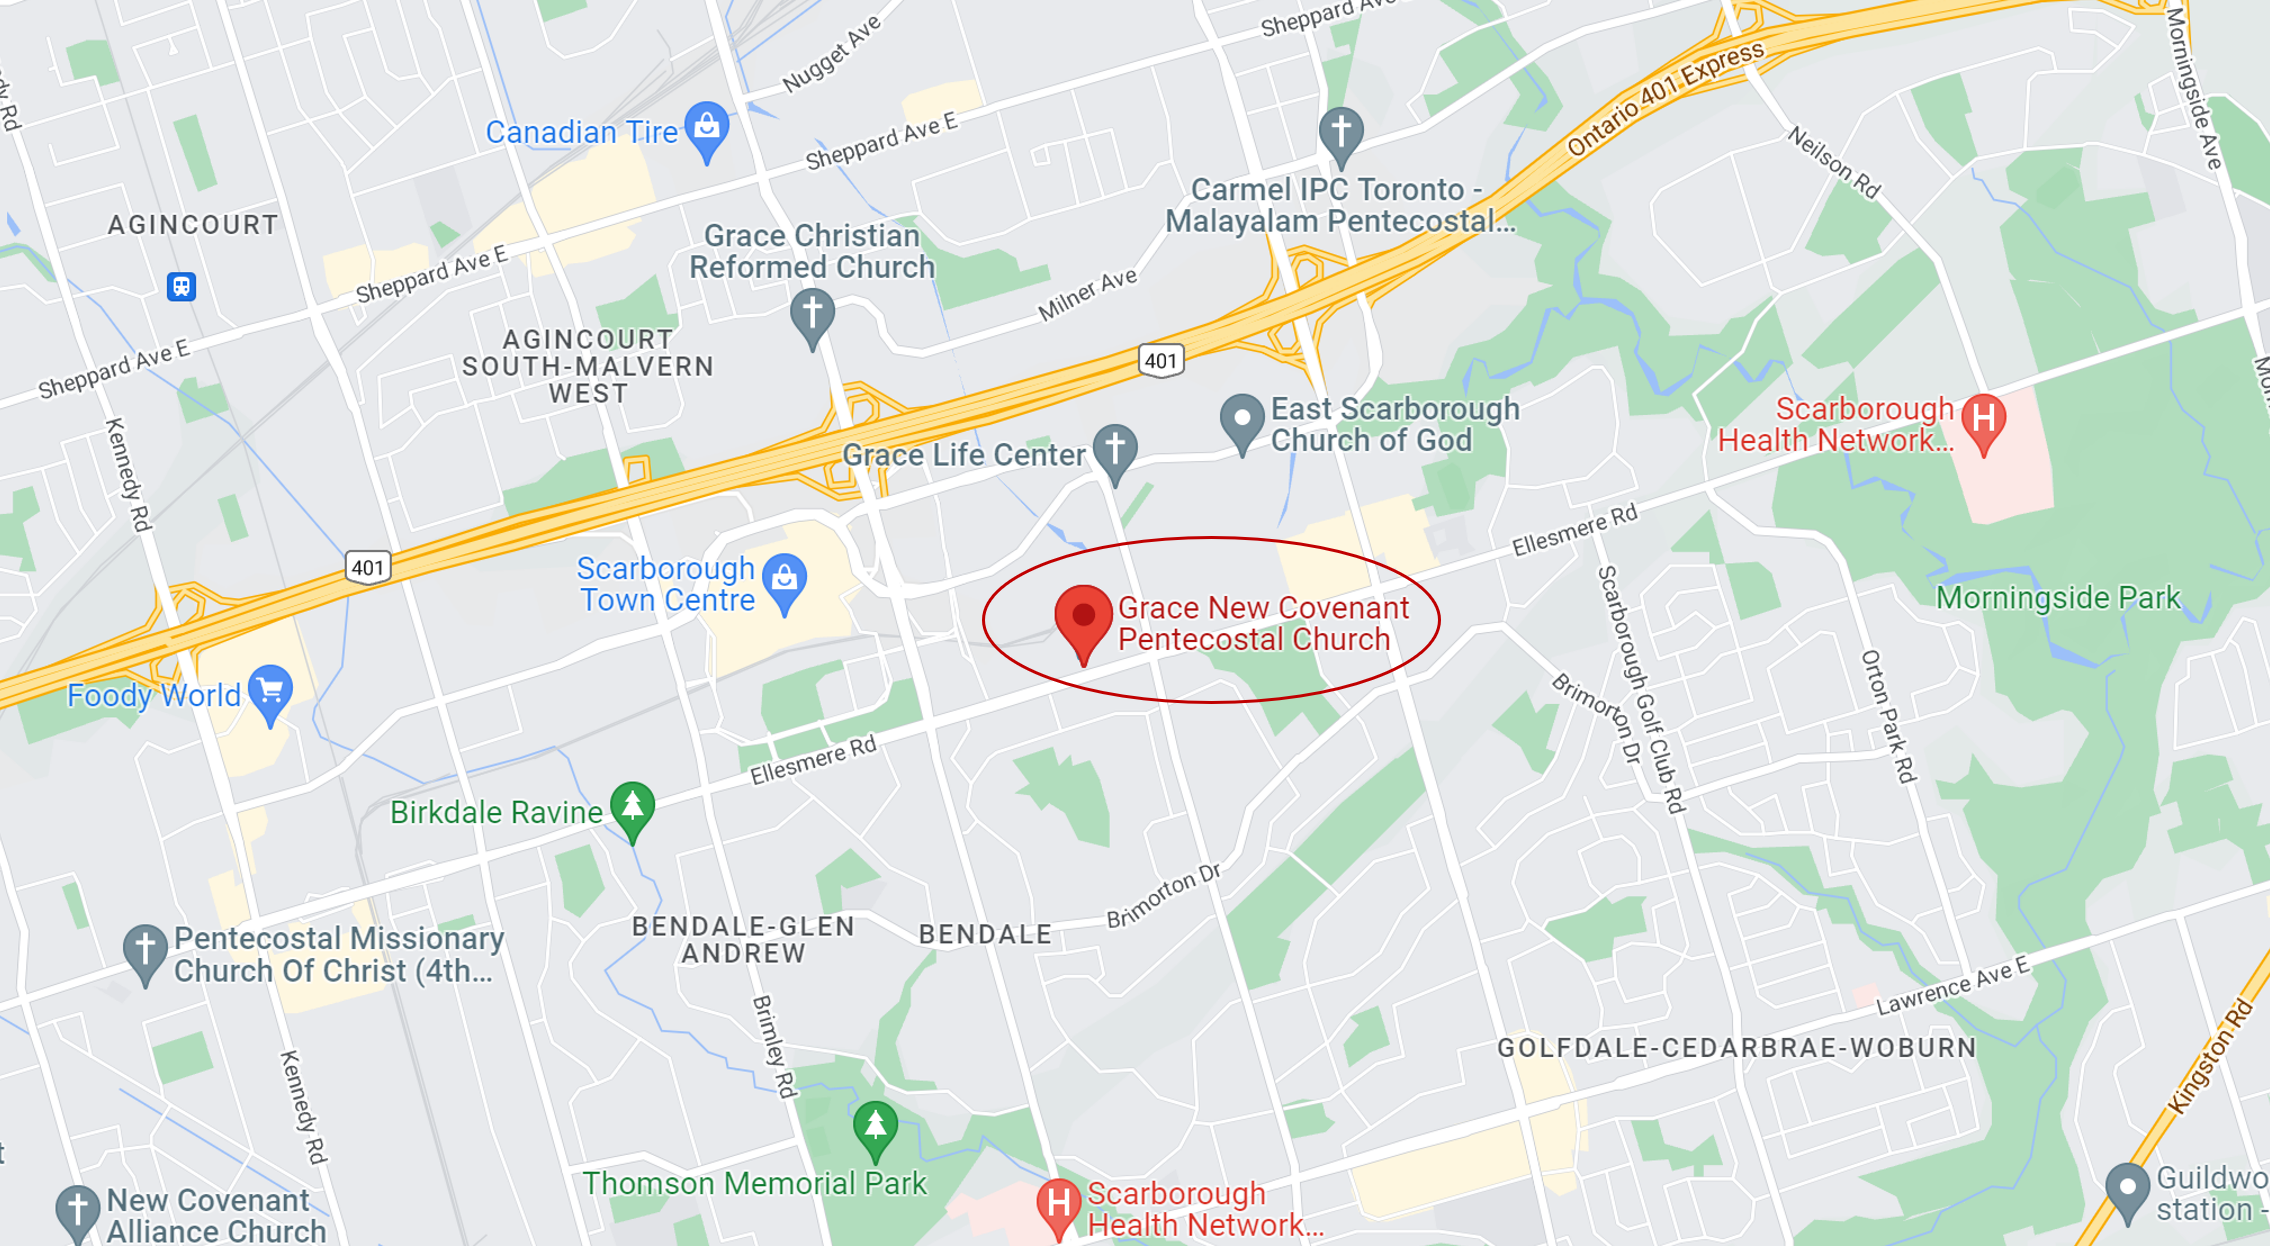 Sheppard Ave
Nugget Ave
Ontario 401 Express
Morningside Ave
Canadian Tire
Sheppard Ave E
Neilson Rd
Carmel IPC Toronto -
Malayalam Pentecostal...
AGINCOURT
Grace Christian
Reformed Church
Sheppard Ave E
Milner Ave
AGINCOURT
SOUTH-MALVERN
WEST
401
Sheppard Ave E
East Scarborough
Church of God
Scarborough
Health Network...
Kennedy Rd
Grace Life Center
Ellesmere Rd
401
Scarborough
Town Centre
Grace New Covenant
Pentecostal Church
Morningside Park
Scarborough Golf Club Rd
Foody World
Brimorton Dr
Orton Park Rd
Ellesmere Rd
Birkdale Ravine
Brimorton Dr
BENDALE-GLEN
ANDREW
BENDALE
Pentecostal Missionary
Church Of Christ (4th...
Lawrence Ave E
Brimley Rd
GOLFDALE-CEDARBRAE-WOBURN
Kingston Rd
Kennedy Rd
Thomson Memorial Park
Scarborough
Health Network...
New Covenant
Alliance Church
Guildwo
station -